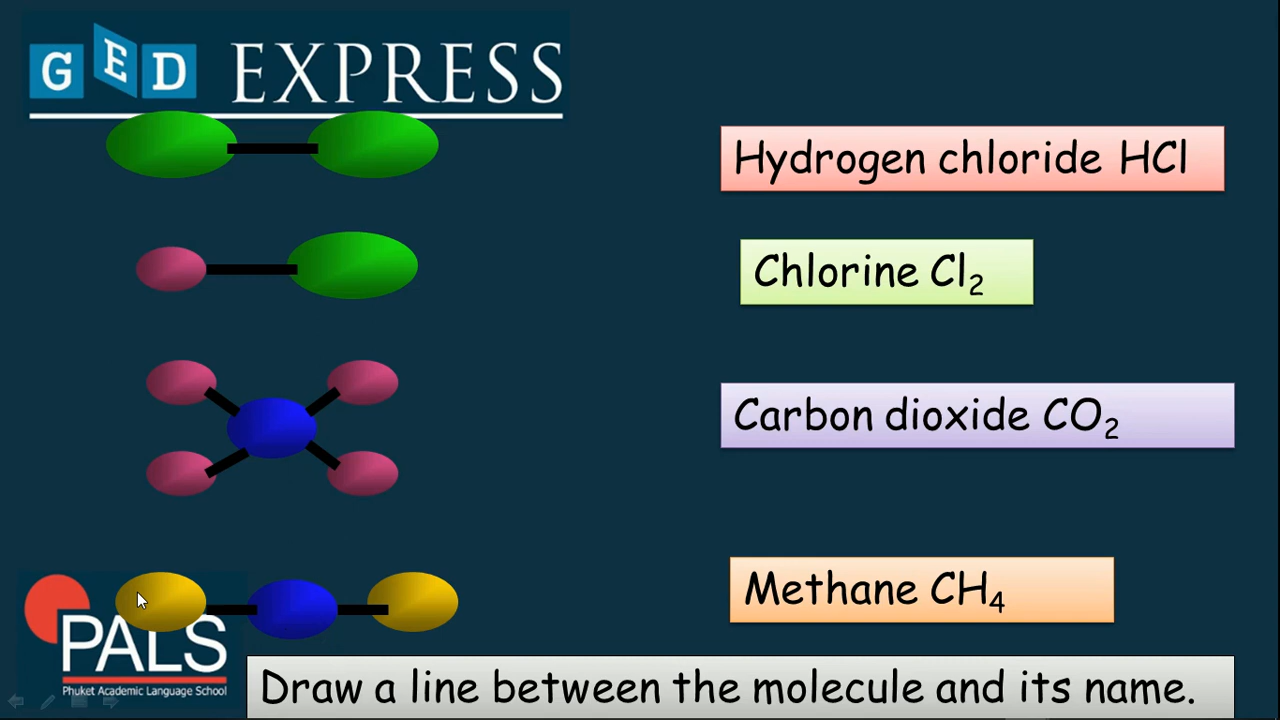 GED EXPRESS
Hydrogen chloride HCl
Chlorine Cl₂
Carbon dioxide CO₂
Methane CH₄
PALS
Phuket Academic Language School
Draw a line between the molecule and its name.